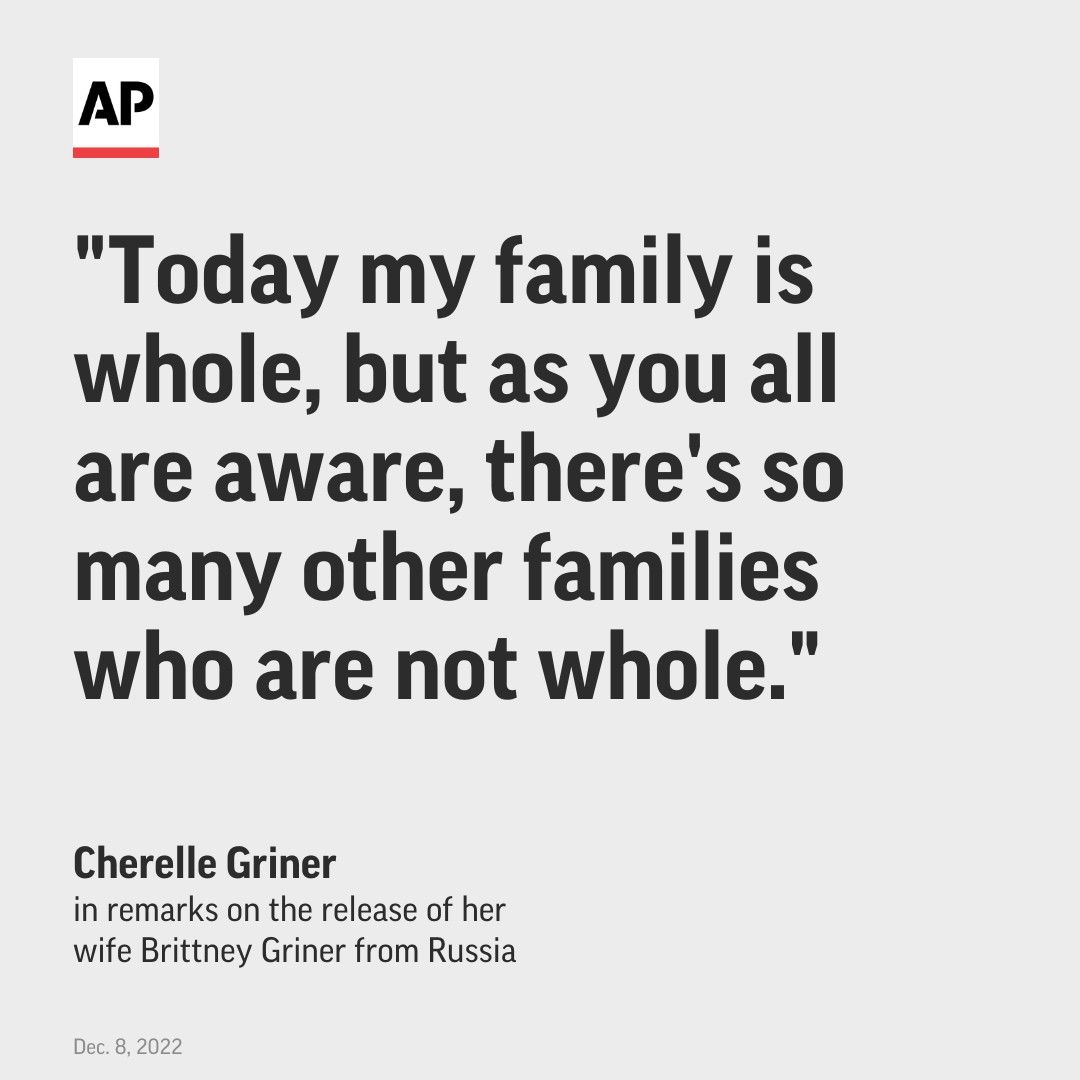 AP
"Today my family is
whole, but as you all
are aware, there's so
many other families
who are not whole."
Cherelle Griner
in remarks on the release of her
wife Brittney Griner from Russia
Dec. 8, 2022